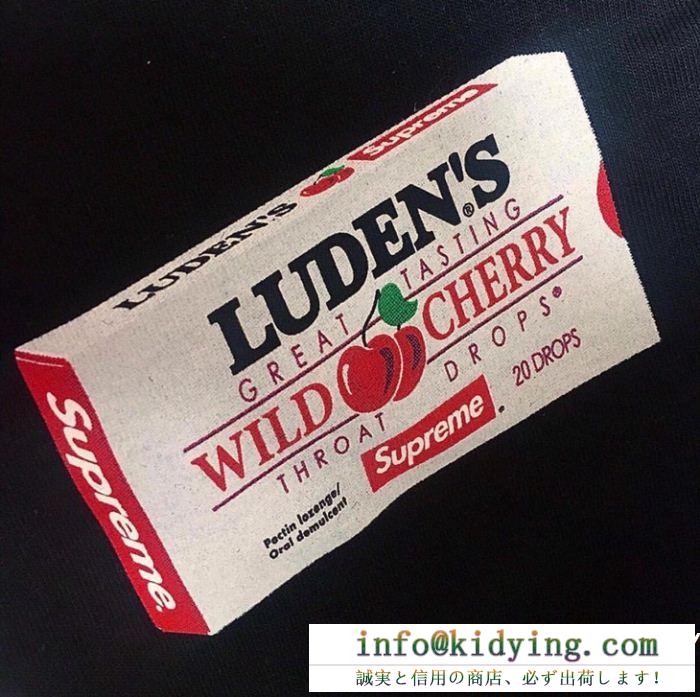 LUDEN'S Supreme
LUDEN'S®
GREAT TASTING
WILD CHERRY
THROAT DROPS®
Supreme. 20 DROPS
Pectin lozenge/
Oral demulcent
Supreme.
info@kidying.com
誠実と信用の商店、必ず出荷します!